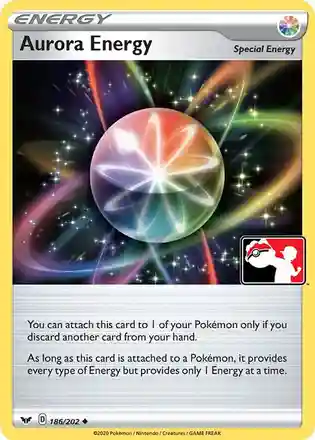 ENERGY
Aurora Energy
Special Energy
You can attach this card to 1 of your Pokémon only if
discard another card from your hand.
As long as this card is attached to a Pokémon, it provides
every type of Energy but provides only 1 Energy at a time.
D 186/202 ◆
©2020 Pokémon / Nintendo / Creatures / GAME FREAK